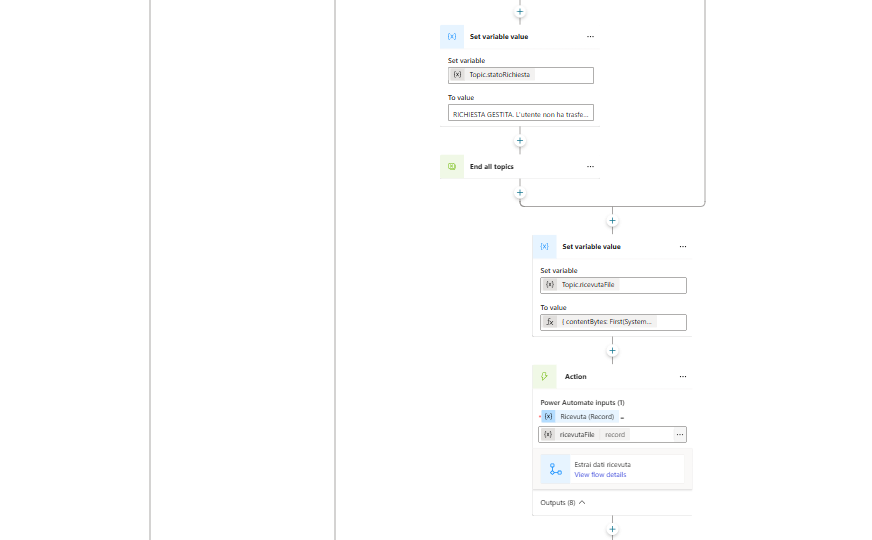 {x} Set variable value ...
Set variable
{x} Topic.statoRichiesta
To value
RICHIESTA GESTITA. L'utente non ha trasfe...
End all topics ...
{x} Set variable value ...
Set variable
{x} Topic.ricevutaFile
To value
fx { contentBytes: First(System...
Action ...
Power Automate inputs (1)
* {x} Ricevuta (Record) =
{x} ricevutaFile record ...
Estrai dati ricevuta
View flow details
Outputs (8)